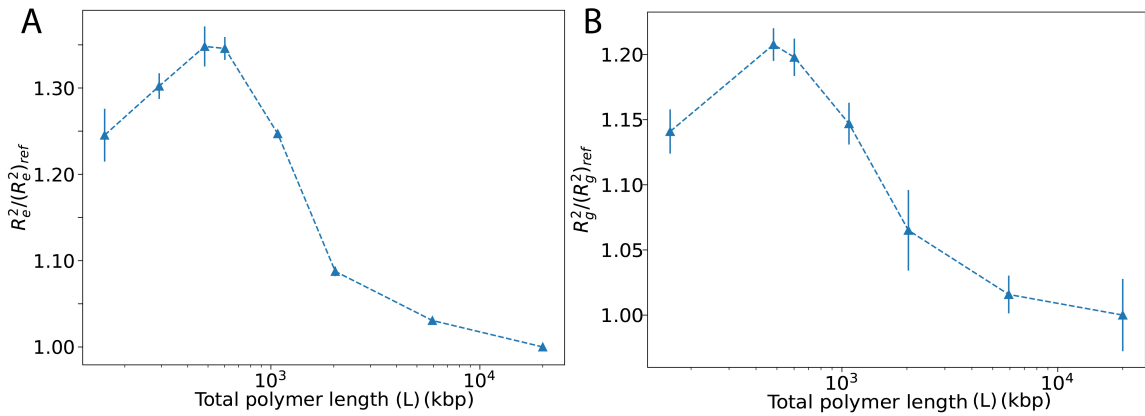 A
1.30
1.20
1.10
1.00
R_e^2/(R_e^2)_ref
10^3
10^4
Total polymer length (L) (kbp)
B
1.20
1.15
1.10
1.05
1.00
R_g^2/(R_g^2)_ref
10^3
10^4
Total polymer length (L) (kbp)